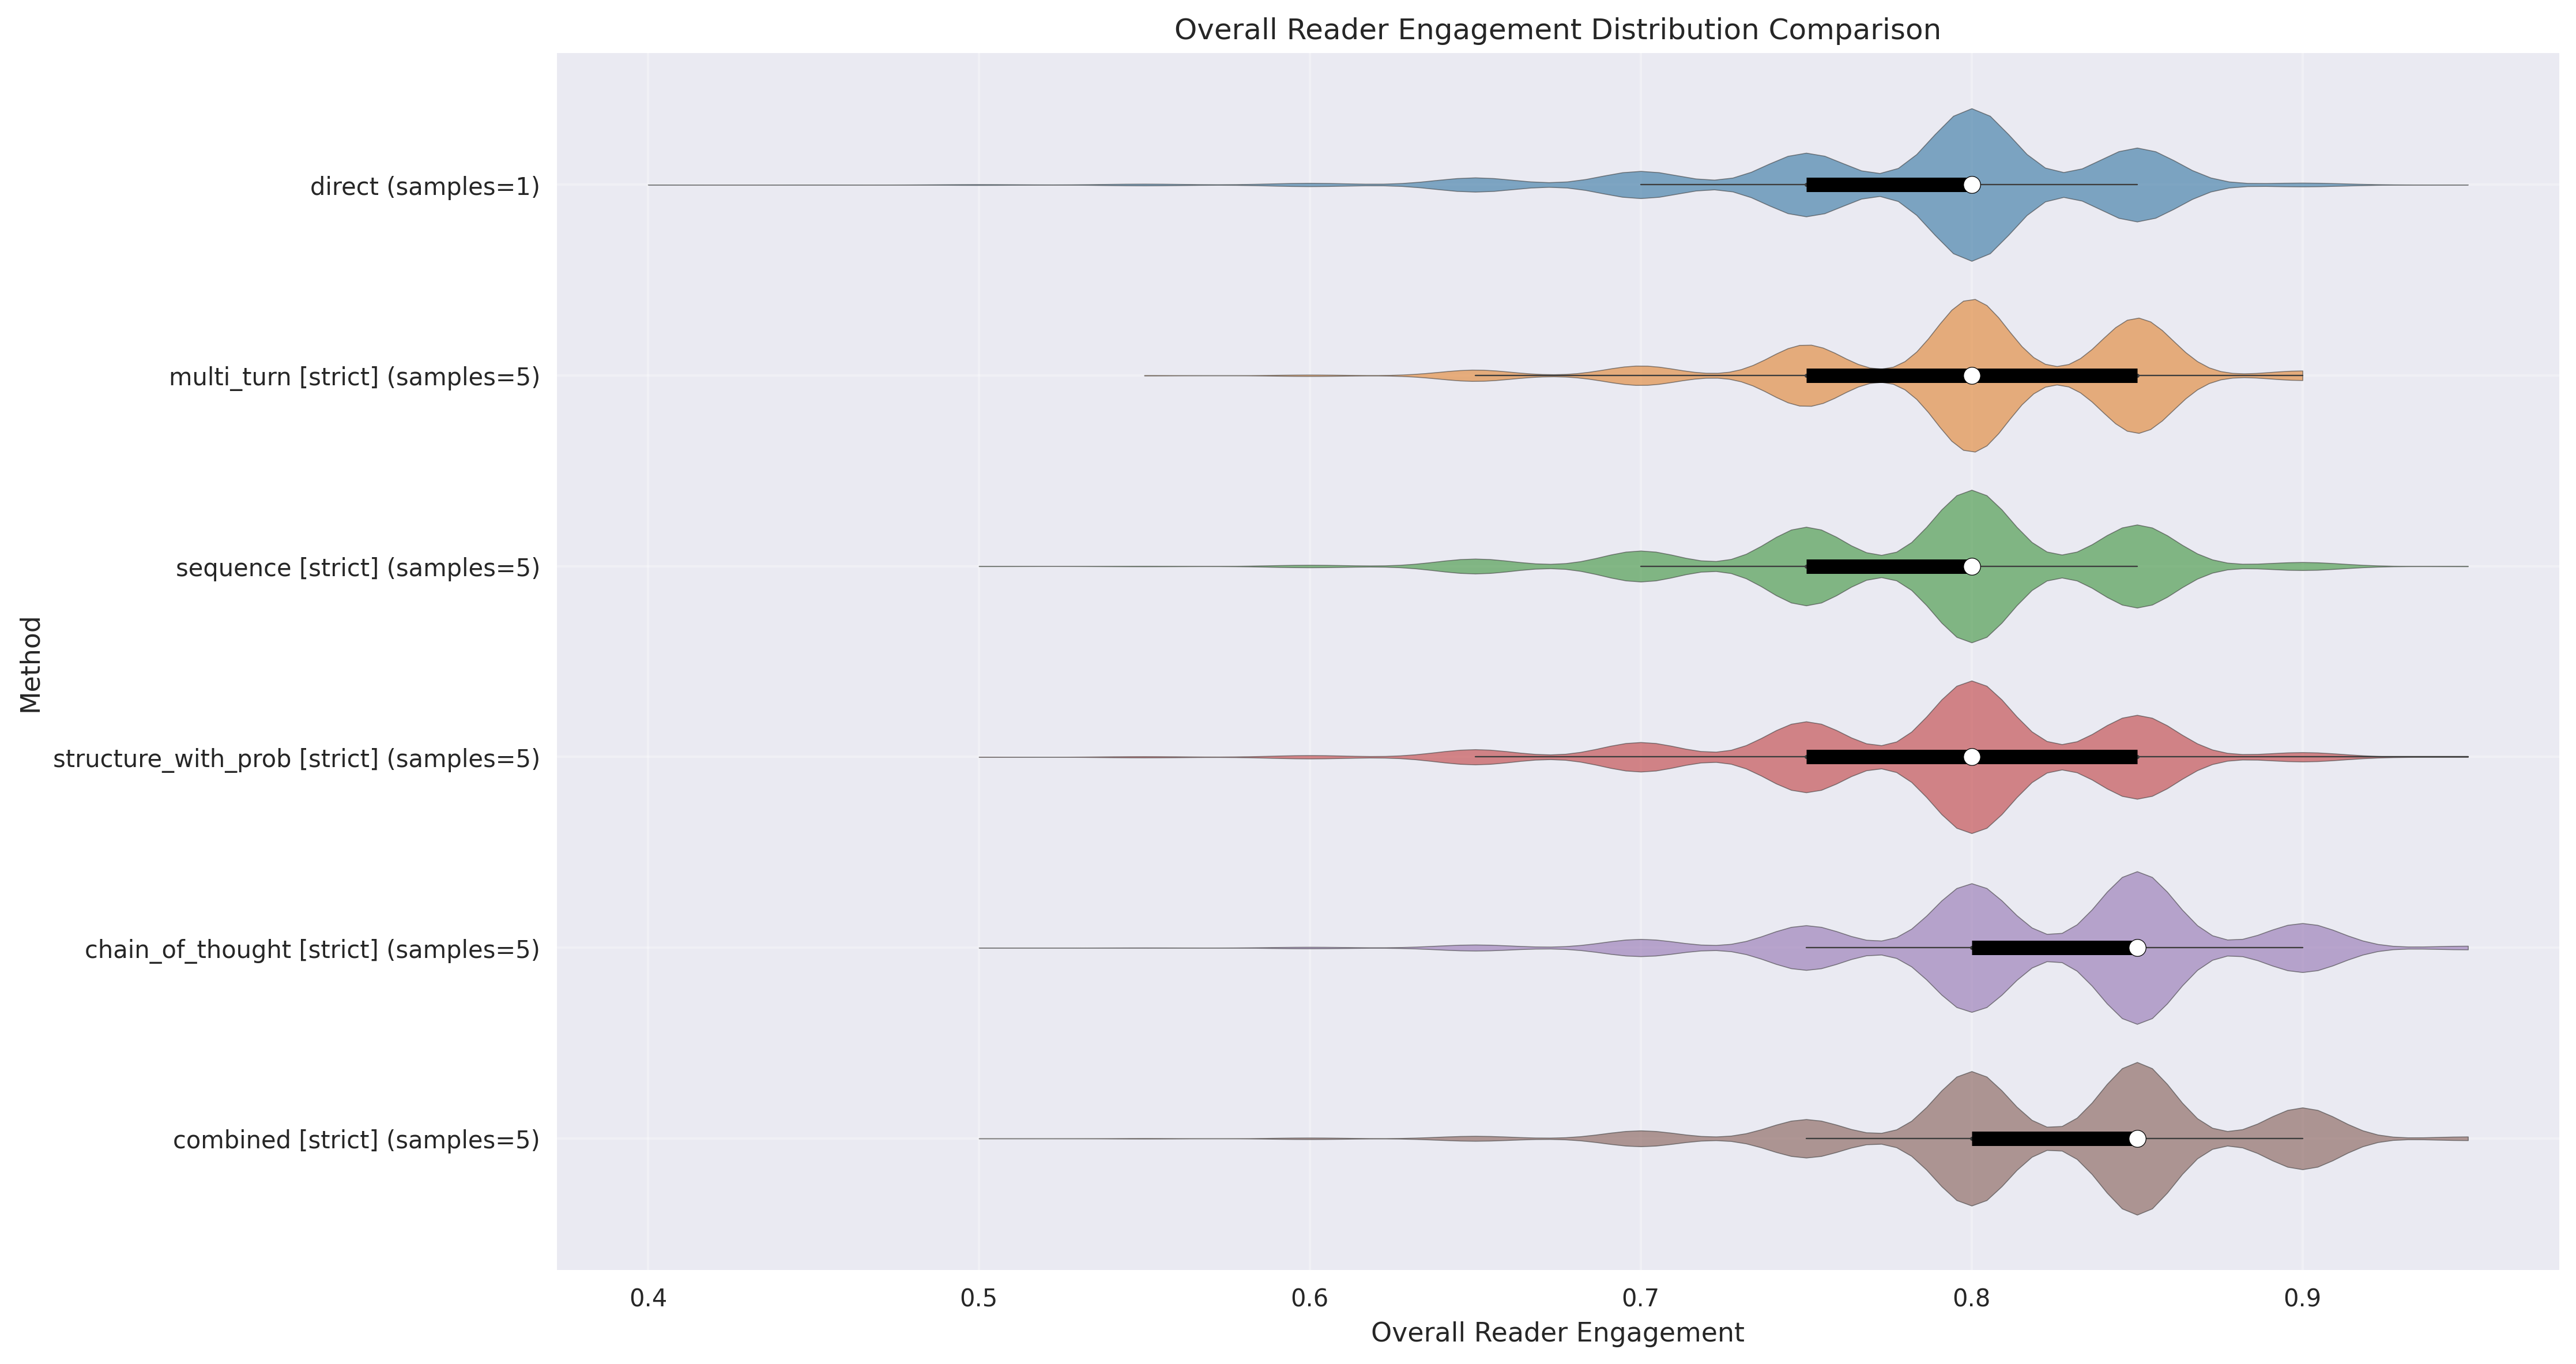 Overall Reader Engagement Distribution Comparison
direct (samples=1)
multi_turn [strict] (samples=5)
sequence [strict] (samples=5)
structure_with_prob [strict] (samples=5)
chain_of_thought [strict] (samples=5)
combined [strict] (samples=5)
Method
0.4 0.5 0.6 0.7 0.8 0.9
Overall Reader Engagement